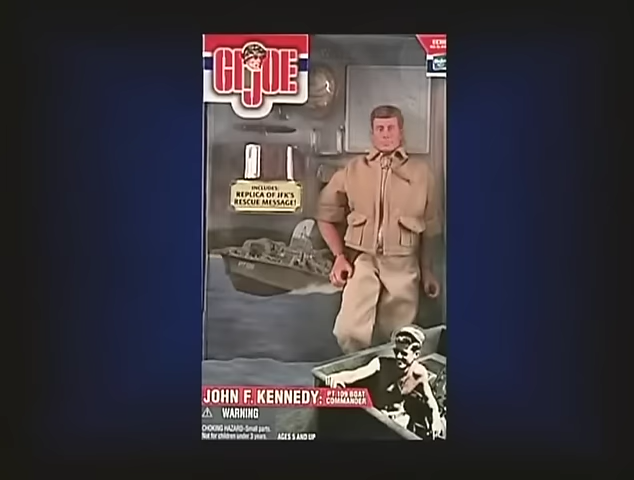 GI JOE
INCLUDES:
REPLICA OF JFK'S
RESCUE MESSAGE!
JOHN F. KENNEDY:
PT 109 BOAT
COMMANDER
WARNING
CHOKING HAZARD-Small parts.
Not for children under 3 years.
AGES 5 AND UP